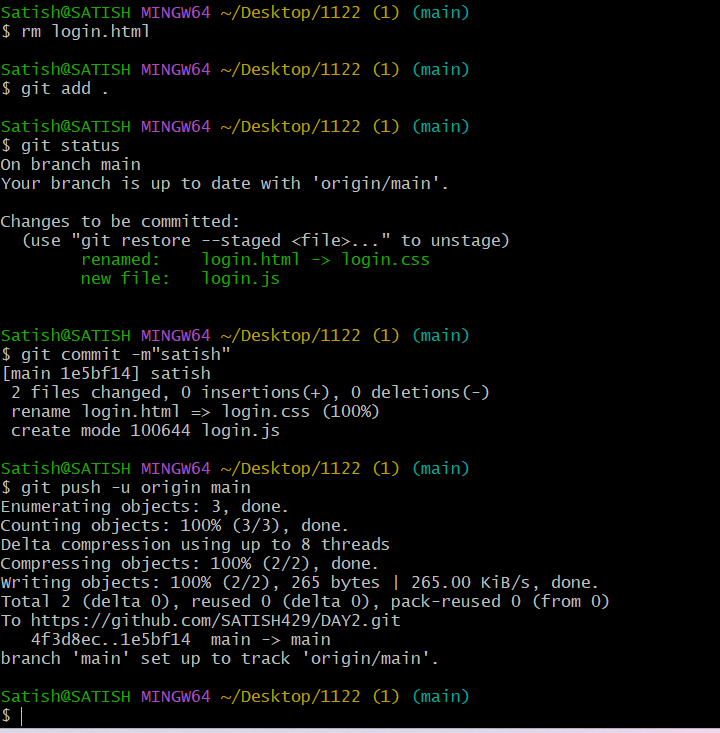 Satish@SATISH MINGW64 ~/Desktop/1122 (1) (main)
$ rm login.html
Satish@SATISH MINGW64 ~/Desktop/1122 (1) (main)
$ git add .
Satish@SATISH MINGW64 ~/Desktop/1122 (1) (main)
$ git status
On branch main
Your branch is up to date with 'origin/main'.
Changes to be committed:
  (use "git restore --staged <file>..." to unstage)
        renamed:    login.html -> login.css
        new file:   login.js
Satish@SATISH MINGW64 ~/Desktop/1122 (1) (main)
$ git commit -m"satish"
[main 1e5bf14] satish
 2 files changed, 0 insertions(+), 0 deletions(-)
 rename login.html => login.css (100%)
 create mode 100644 login.js
Satish@SATISH MINGW64 ~/Desktop/1122 (1) (main)
$ git push -u origin main
Enumerating objects: 3, done.
Counting objects: 100% (3/3), done.
Delta compression using up to 8 threads
Compressing objects: 100% (2/2), done.
Writing objects: 100% (2/2), 265 bytes | 265.00 KiB/s, done.
Total 2 (delta 0), reused 0 (delta 0), pack-reused 0 (from 0)
To https://github.com/SATISH429/DAY2.git
   4f3d8ec..1e5bf14  main -> main
branch 'main' set up to track 'origin/main'.
Satish@SATISH MINGW64 ~/Desktop/1122 (1) (main)
$